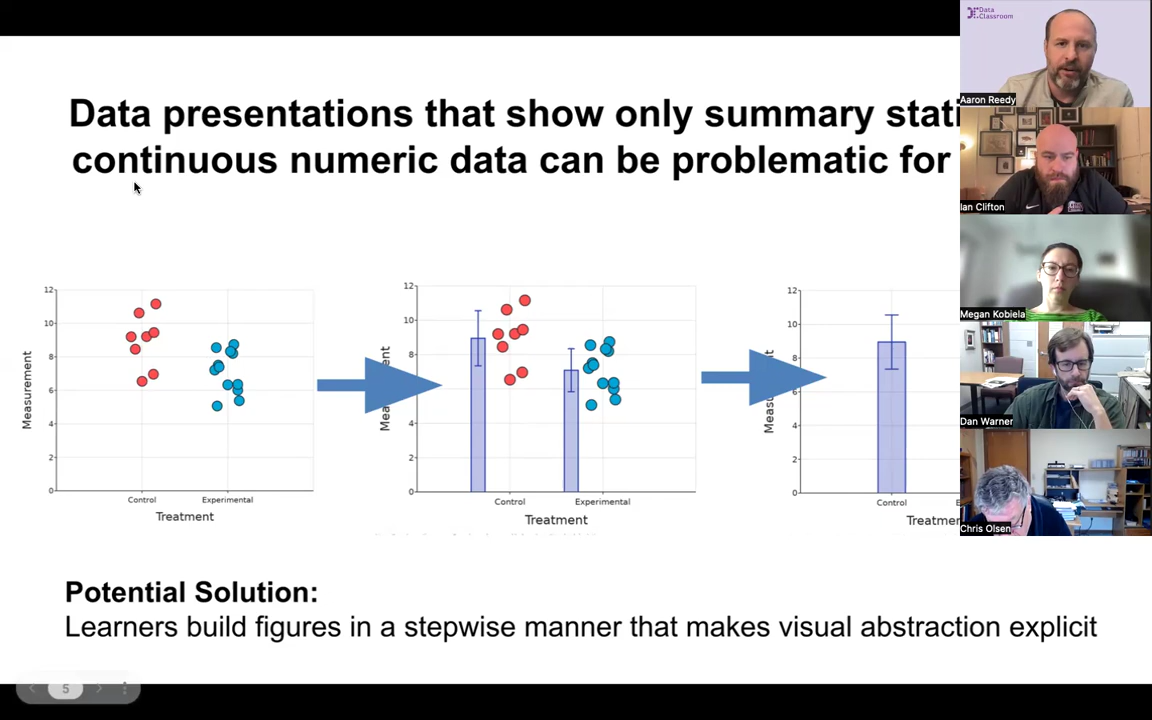 Data presentations that show only summary stati
continuous numeric data can be problematic for
12
10
8
6
4
2
0
Measurement
Control
Experimental
Treatment
12
10
8
6
4
2
0
Control
Experimental
Treatment
12
10
8
6
4
2
0
Control
Potential Solution:
Learners build figures in a stepwise manner that makes visual abstraction explicit
5
Data
Classroom
Aaron Reedy
Ian Clifton
Megan Kobiela
Dan Warner
Chris Olsen